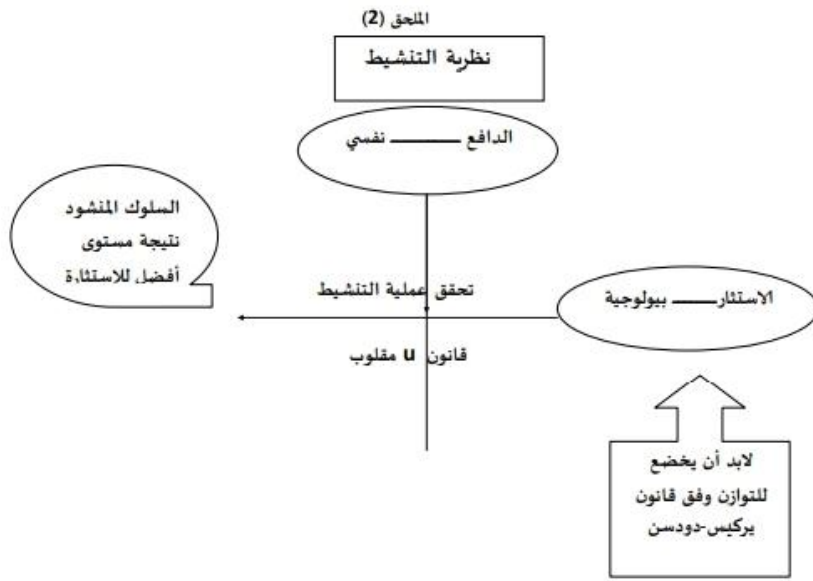 الملحق (2)
نظرية التنشيط
الدافع ـــــــــ نفسي
السلوك المنشود
نتيجة مستوى
أفضل للاستثارة
تحقق عملية التنشيط
الاستثار ـــــــ بيولوجية
قانون u مقلوب
لابد أن يخضع
للتوازن وفق قانون
يركيس-دودسن